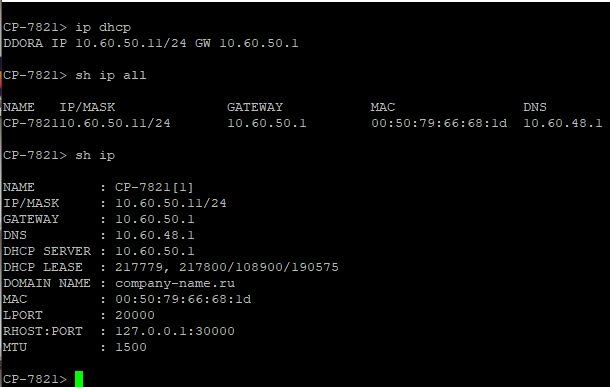 CP-7821> ip dhcp
DDORA IP 10.60.50.11/24 GW 10.60.50.1
CP-7821> sh ip all
NAME   IP/MASK              GATEWAY           MAC                DNS
CP-782110.60.50.11/24       10.60.50.1        00:50:79:66:68:1d  10.60.48.1
CP-7821> sh ip
NAME        : CP-7821[1]
IP/MASK     : 10.60.50.11/24
GATEWAY     : 10.60.50.1
DNS         : 10.60.48.1
DHCP SERVER : 10.60.50.1
DHCP LEASE  : 217779, 217800/108900/190575
DOMAIN NAME : company-name.ru
MAC         : 00:50:79:66:68:1d
LPORT       : 20000
RHOST:PORT  : 127.0.0.1:30000
MTU         : 1500
CP-7821>